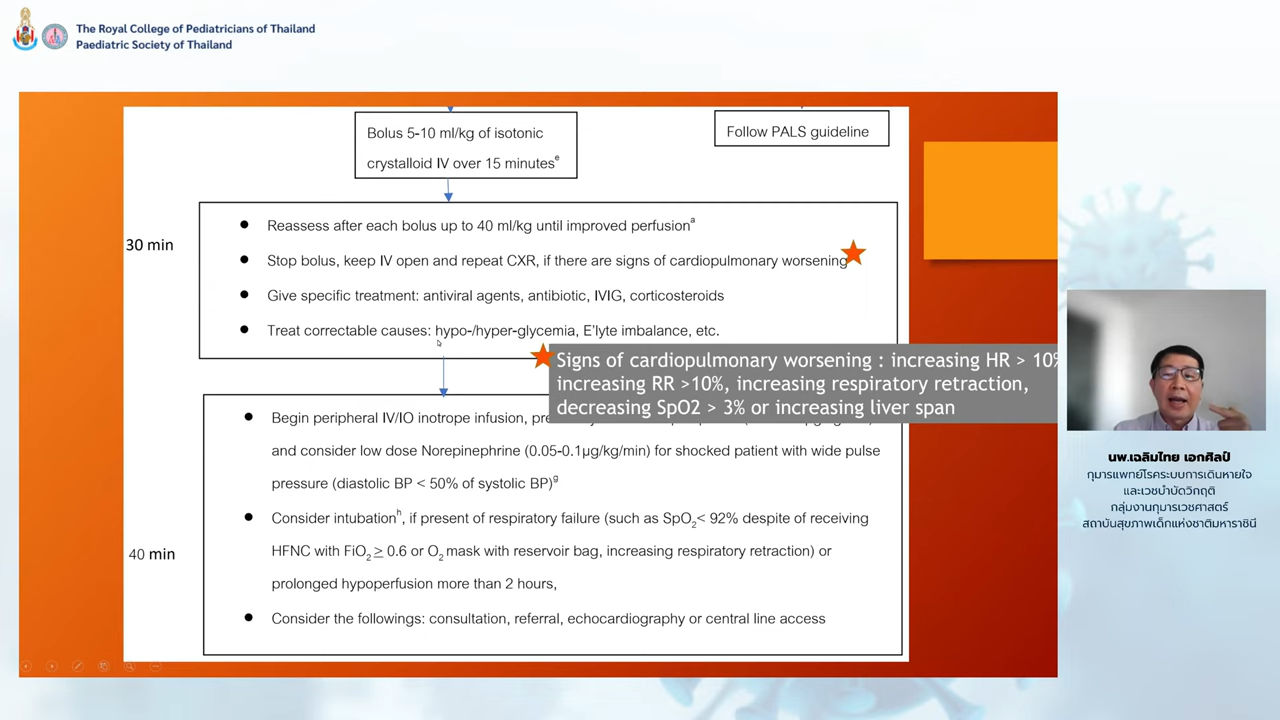 The Royal College of Pediatricians of Thailand
Paediatric Society of Thailand
Bolus 5-10 ml/kg of isotonic
crystalloid IV over 15 minutesᵉ
Follow PALS guideline
30 min
● Reassess after each bolus up to 40 ml/kg until improved perfusionᵃ
● Stop bolus, keep IV open and repeat CXR, if there are signs of cardiopulmonary worsening
● Give specific treatment: antiviral agents, antibiotic, IVIG, corticosteroids
● Treat correctable causes: hypo-/hyper-glycemia, E'lyte imbalance, etc.
Signs of cardiopulmonary worsening : increasing HR > 10%
increasing RR >10%, increasing respiratory retraction,
decreasing SpO2 > 3% or increasing liver span
40 min
● Begin peripheral IV/IO inotrope infusion,
and consider low dose Norepinephrine (0.05-0.1µg/kg/min) for shocked patient with wide pulse
pressure (diastolic BP < 50% of systolic BP)ᵍ
● Consider intubationʰ, if present of respiratory failure (such as SpO₂< 92% despite of receiving
HFNC with FiO₂ ≥ 0.6 or O₂ mask with reservoir bag, increasing respiratory retraction) or
prolonged hypoperfusion more than 2 hours,
● Consider the followings: consultation, referral, echocardiography or central line access
นพ.เฉลิมไทย เอกศิลป์
กุมารแพทย์โรคระบบการเดินหายใจ
และเวชบำบัดวิกฤติ
กลุ่มงานกุมารเวชศาสตร์
สถาบันสุขภาพเด็กแห่งชาติมหาราชินี